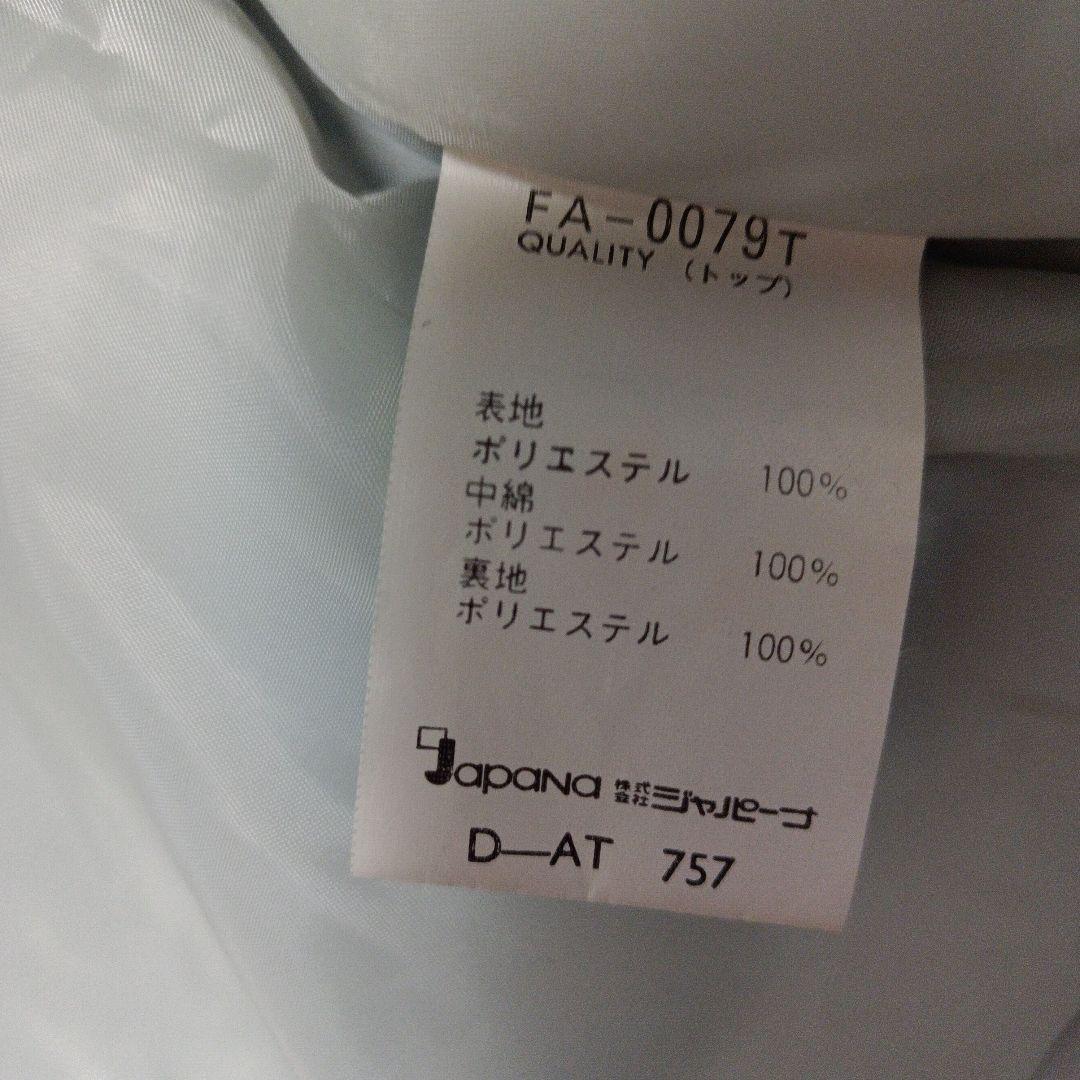 FA-0079T
QUALITY (トップ)
表地
ポリエステル 100%
中綿
ポリエステル 100%
裏地
ポリエステル 100%
Japana 株式会社ジャパーナ
D—AT 757